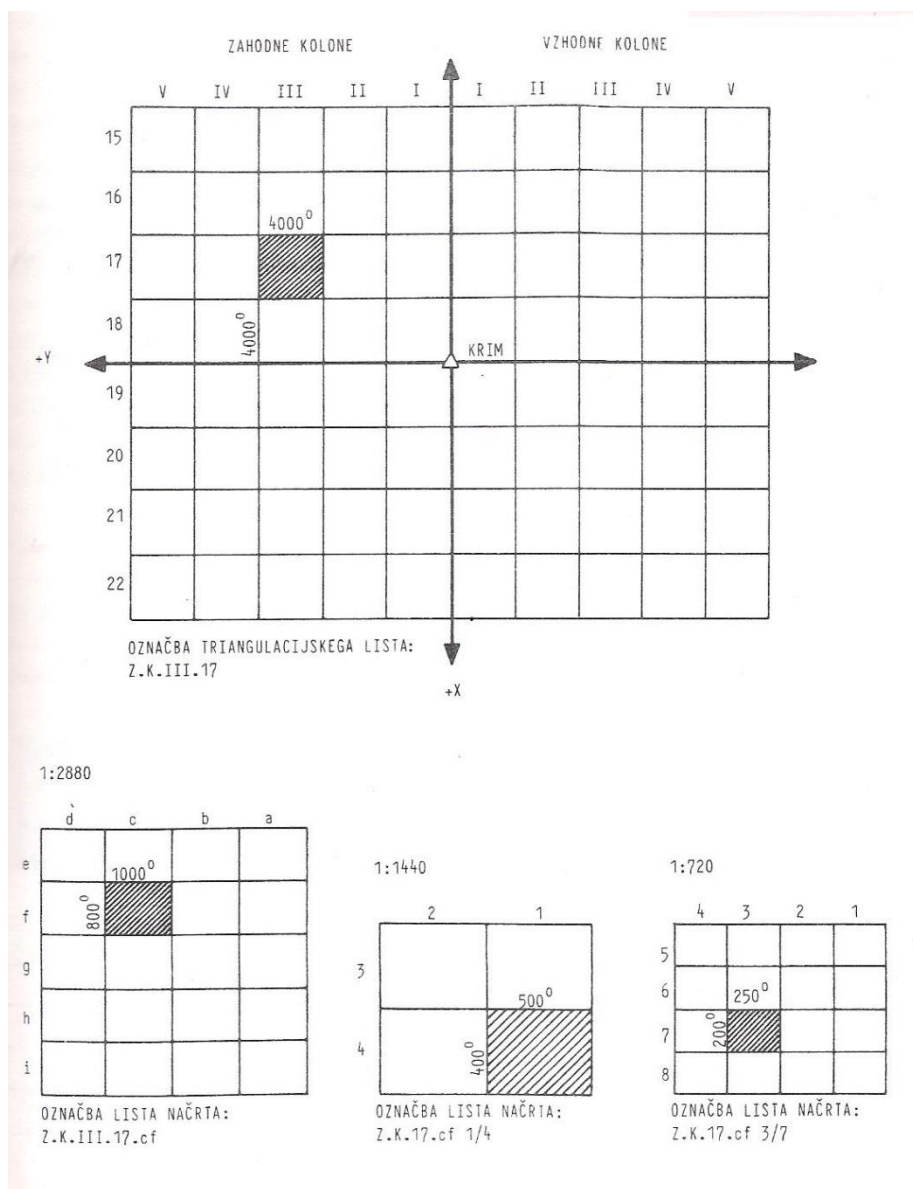 ZAHODNE KOLONE VZHODNE KOLONE
V IV III II I I II III IV V
15
16
4000⁰
17
18
4000⁰
+Y
KRIM
19
20
21
22
OZNAČBA TRIANGULACIJSKEGA LISTA:
Z.K.III.17
+X
1:2880
d c b a
e
1000⁰
f
800⁰
g
h
i
OZNAČBA LISTA NAČRTA:
Z.K.III.17.cf
1:1440
2 1
3
500⁰
4
400⁰
OZNAČBA LISTA NAČRTA:
Z.K.17.cf 1/4
1:720
4 3 2 1
5
6
250⁰
7
200⁰
8
OZNAČBA LISTA NAČRTA:
Z.K.17.cf 3/7